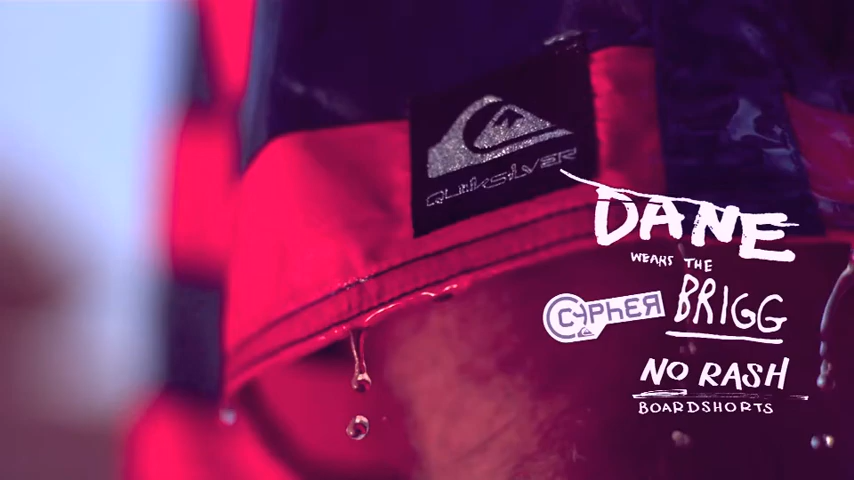 QUIKSILVER
DANE
WEARS THE
CYPHER BRIGG
NO RASH
BOARDSHORTS